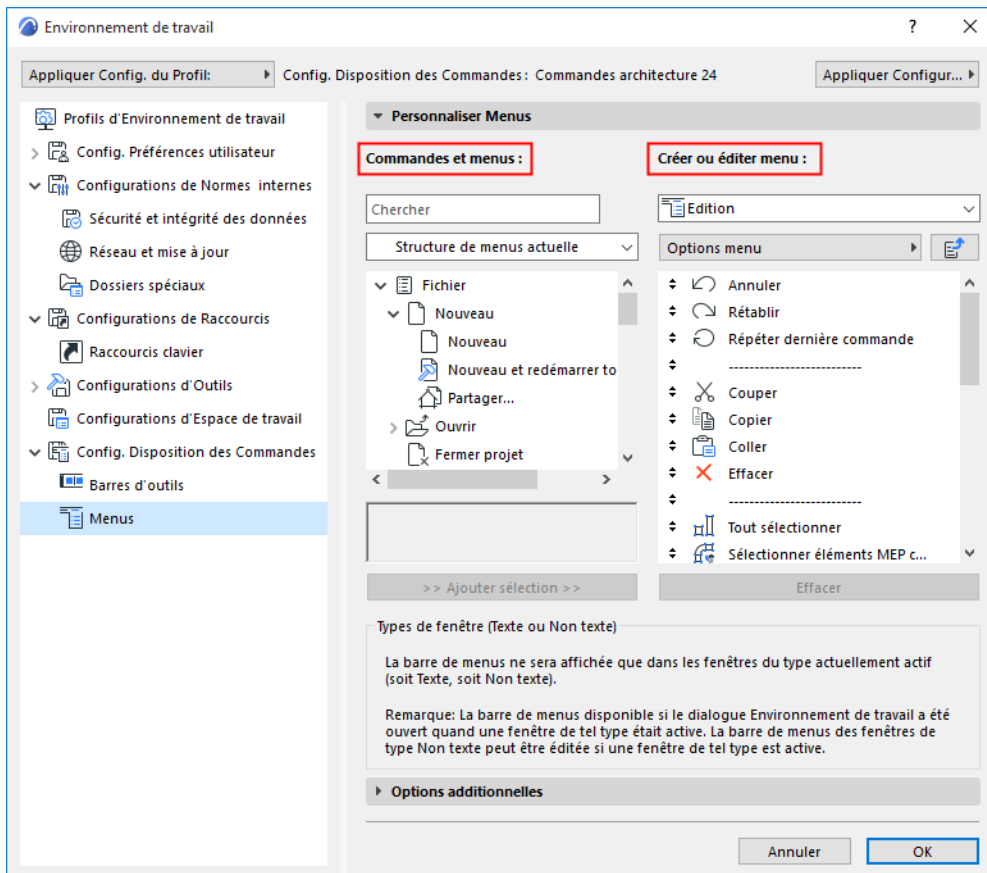 Environnement de travail
?
Appliquer Config. du Profil:
Config. Disposition des Commandes : Commandes architecture 24
Appliquer Configur...
Profils d'Environnement de travail
Config. Préférences utilisateur
Configurations de Normes internes
Sécurité et intégrité des données
Réseau et mise à jour
Dossiers spéciaux
Configurations de Raccourcis
Raccourcis clavier
Configurations d'Outils
Configurations d'Espace de travail
Config. Disposition des Commandes
Barres d'outils
Menus
Personnaliser Menus
Commandes et menus :
Chercher
Structure de menus actuelle
Fichier
Nouveau
Nouveau
Nouveau et redémarrer to
Partager...
Ouvrir
Fermer projet
>> Ajouter sélection >>
Créer ou éditer menu :
Edition
Options menu
Annuler
Rétablir
Répéter dernière commande
--------------------------
Couper
Copier
Coller
Effacer
--------------------------
Tout sélectionner
Sélectionner éléments MEP c...
Effacer
Types de fenêtre (Texte ou Non texte)
La barre de menus ne sera affichée que dans les fenêtres du type actuellement actif
(soit Texte, soit Non texte).
Remarque: La barre de menus disponible si le dialogue Environnement de travail a été
ouvert quand une fenêtre de tel type était active. La barre de menus des fenêtres de
type Non texte peut être éditée si une fenêtre de tel type est active.
Options additionnelles
Annuler
OK